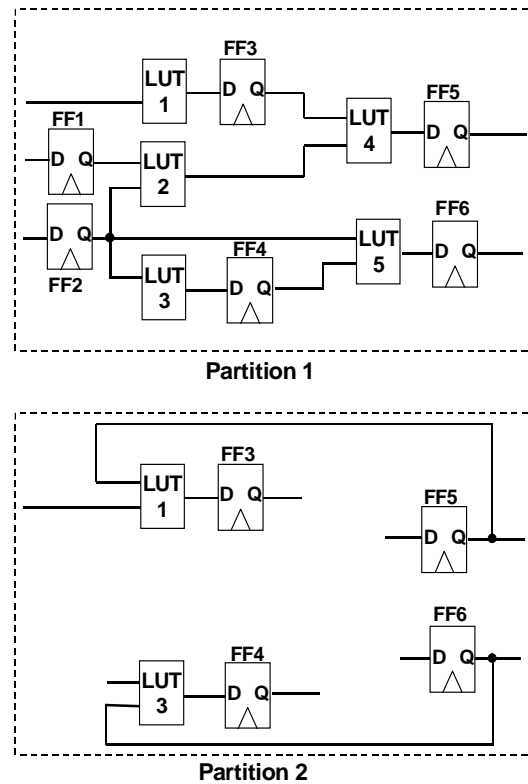 FF3
LUT
1
D Q
FF5
LUT
4
D Q
FF1
D Q
LUT
2
FF2
D Q
FF4
LUT
3
D Q
FF6
LUT
5
D Q
Partition 1
FF3
LUT
1
D Q
FF5
D Q
FF6
D Q
FF4
LUT
3
D Q
Partition 2